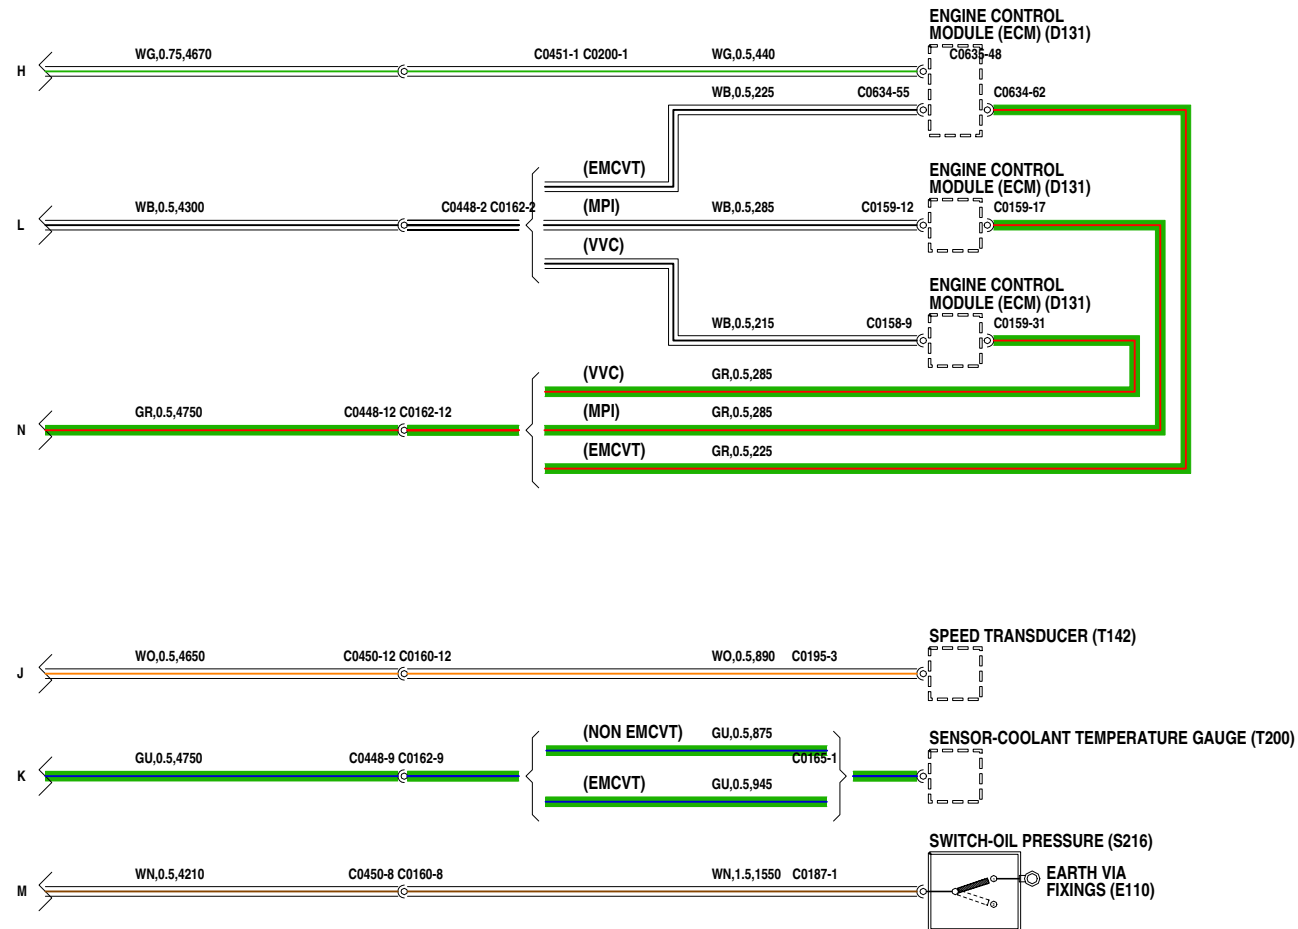 ENGINE CONTROL
MODULE (ECM) (D131)
H WG,0.75,4670 C0451-1 C0200-1 WG,0.5,440 C0635-48
WB,0.5,225 C0634-55 C0634-62
(EMCVT)
ENGINE CONTROL
MODULE (ECM) (D131)
L WB,0.5,4300 C0448-2 C0162-2 (MPI) WB,0.5,285 C0159-12 C0159-17
(VVC)
ENGINE CONTROL
MODULE (ECM) (D131)
WB,0.5,215 C0158-9 C0159-31
(VVC) GR,0.5,285
N GR,0.5,4750 C0448-12 C0162-12 (MPI) GR,0.5,285
(EMCVT) GR,0.5,225
SPEED TRANSDUCER (T142)
J WO,0.5,4650 C0450-12 C0160-12 WO,0.5,890 C0195-3
(NON EMCVT) GU,0.5,875
SENSOR-COOLANT TEMPERATURE GAUGE (T200)
K GU,0.5,4750 C0448-9 C0162-9 C0165-1
(EMCVT) GU,0.5,945
SWITCH-OIL PRESSURE (S216)
M WN,0.5,4210 C0450-8 C0160-8 WN,1.5,1550 C0187-1
EARTH VIA
FIXINGS (E110)